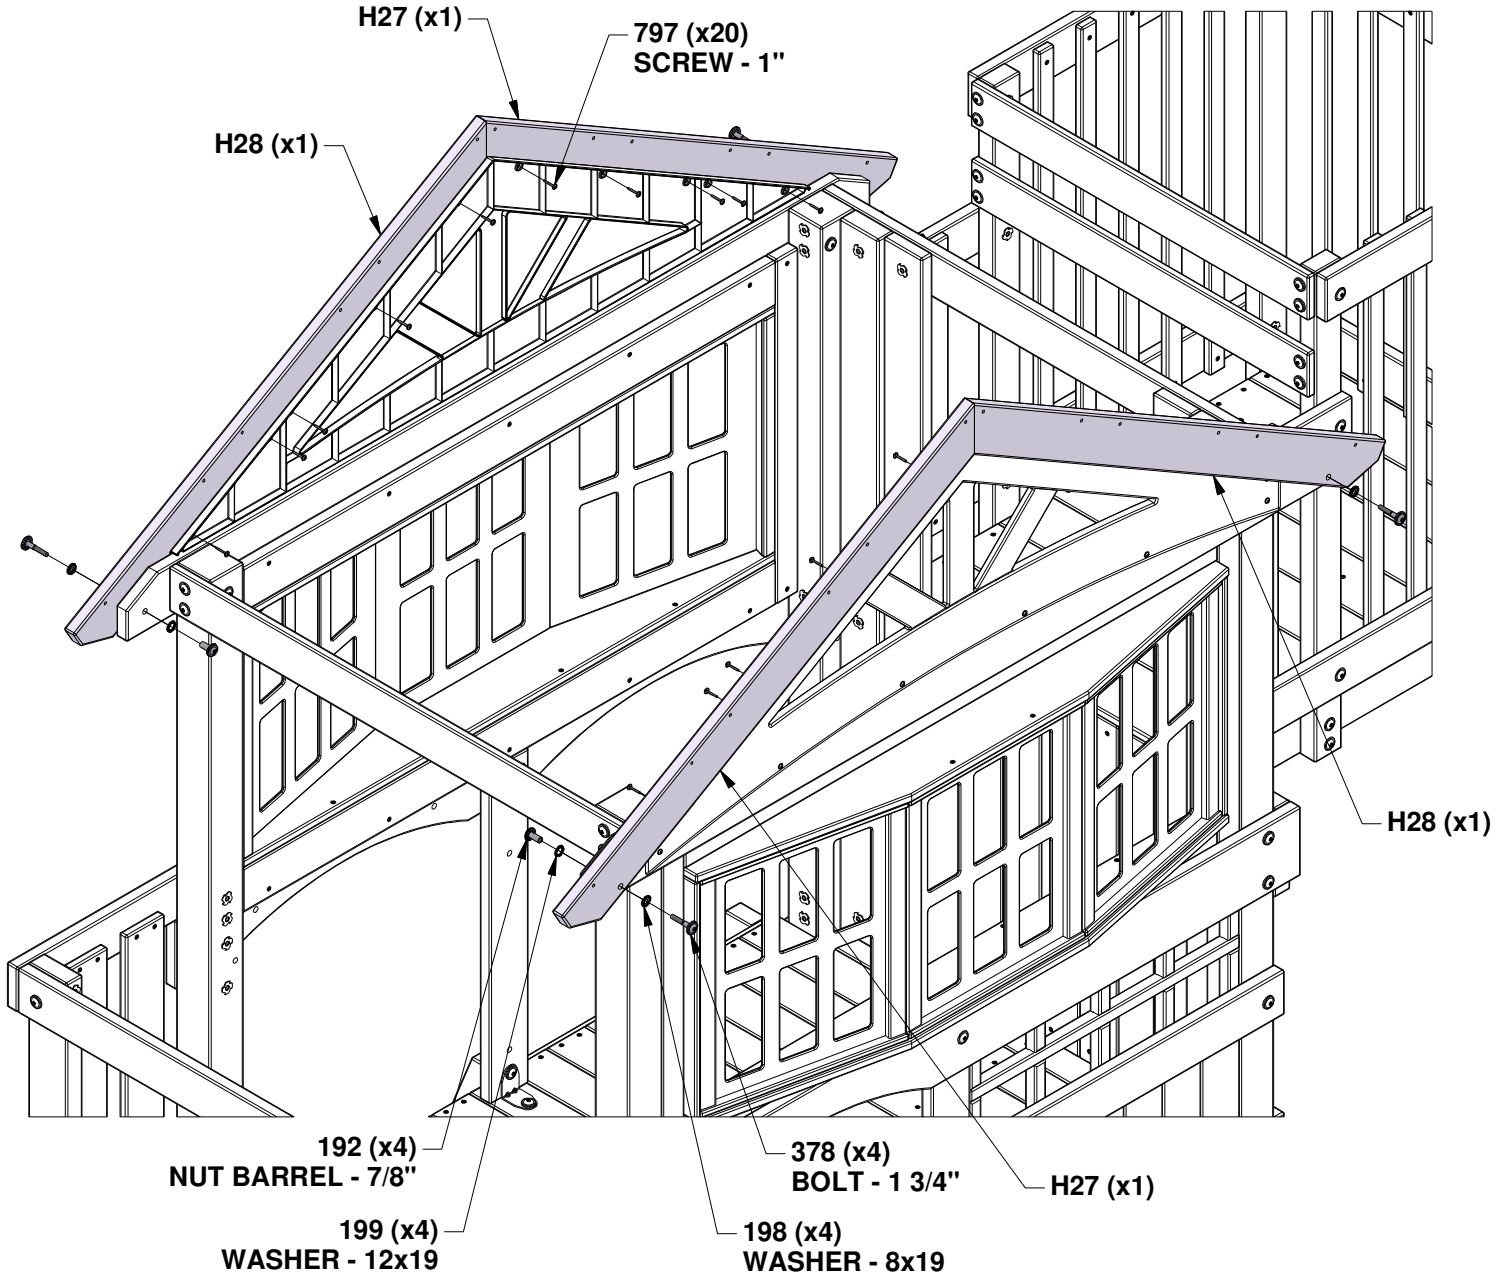 H27 (x1)
797 (x20)
SCREW - 1"
H28 (x1)
H28 (x1)
192 (x4)
NUT BARREL - 7/8"
378 (x4)
BOLT - 1 3/4"
H27 (x1)
199 (x4)
WASHER - 12x19
198 (x4)
WASHER - 8x19